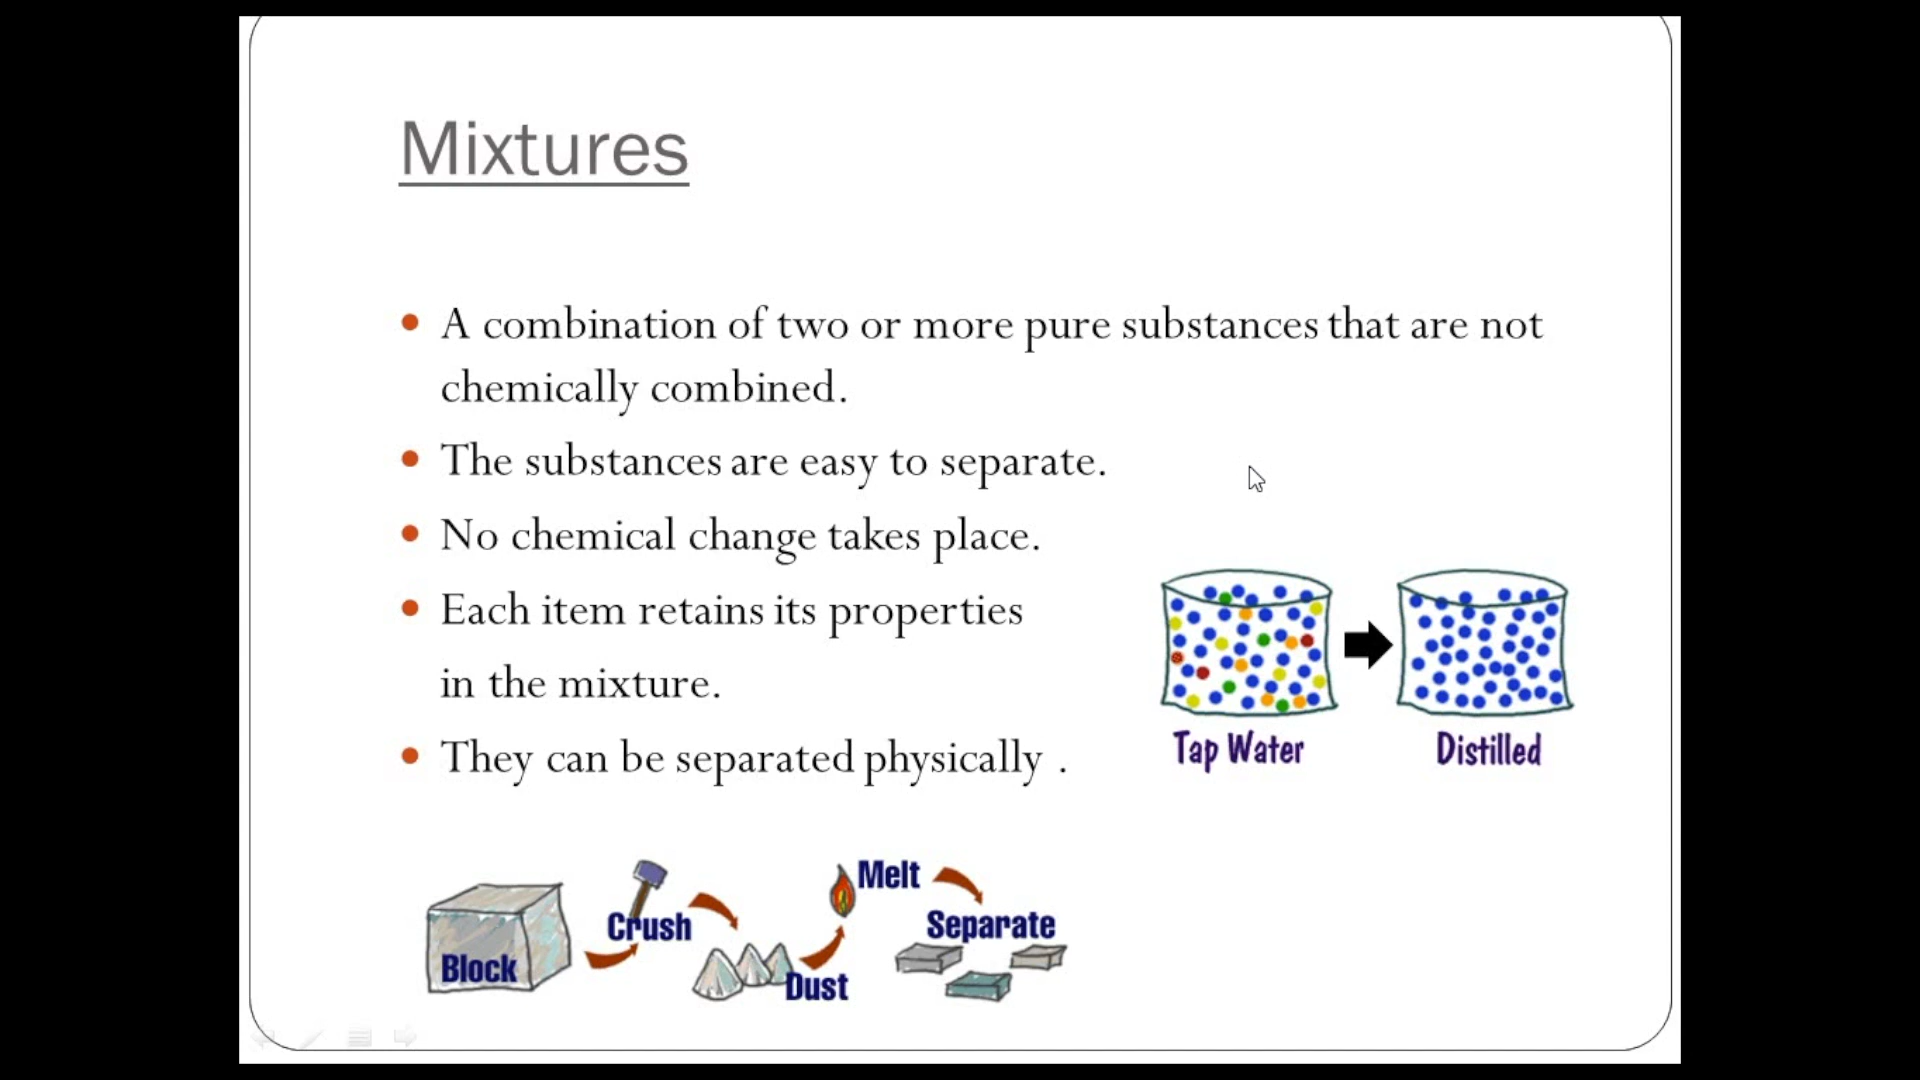 Mixtures
A combination of two or more pure substances that are not
chemically combined.
The substances are easy to separate.
No chemical change takes place.
Each item retains its properties
in the mixture.
They can be separated physically .
Tap Water
Distilled
Block
Crush
Dust
Melt
Separate